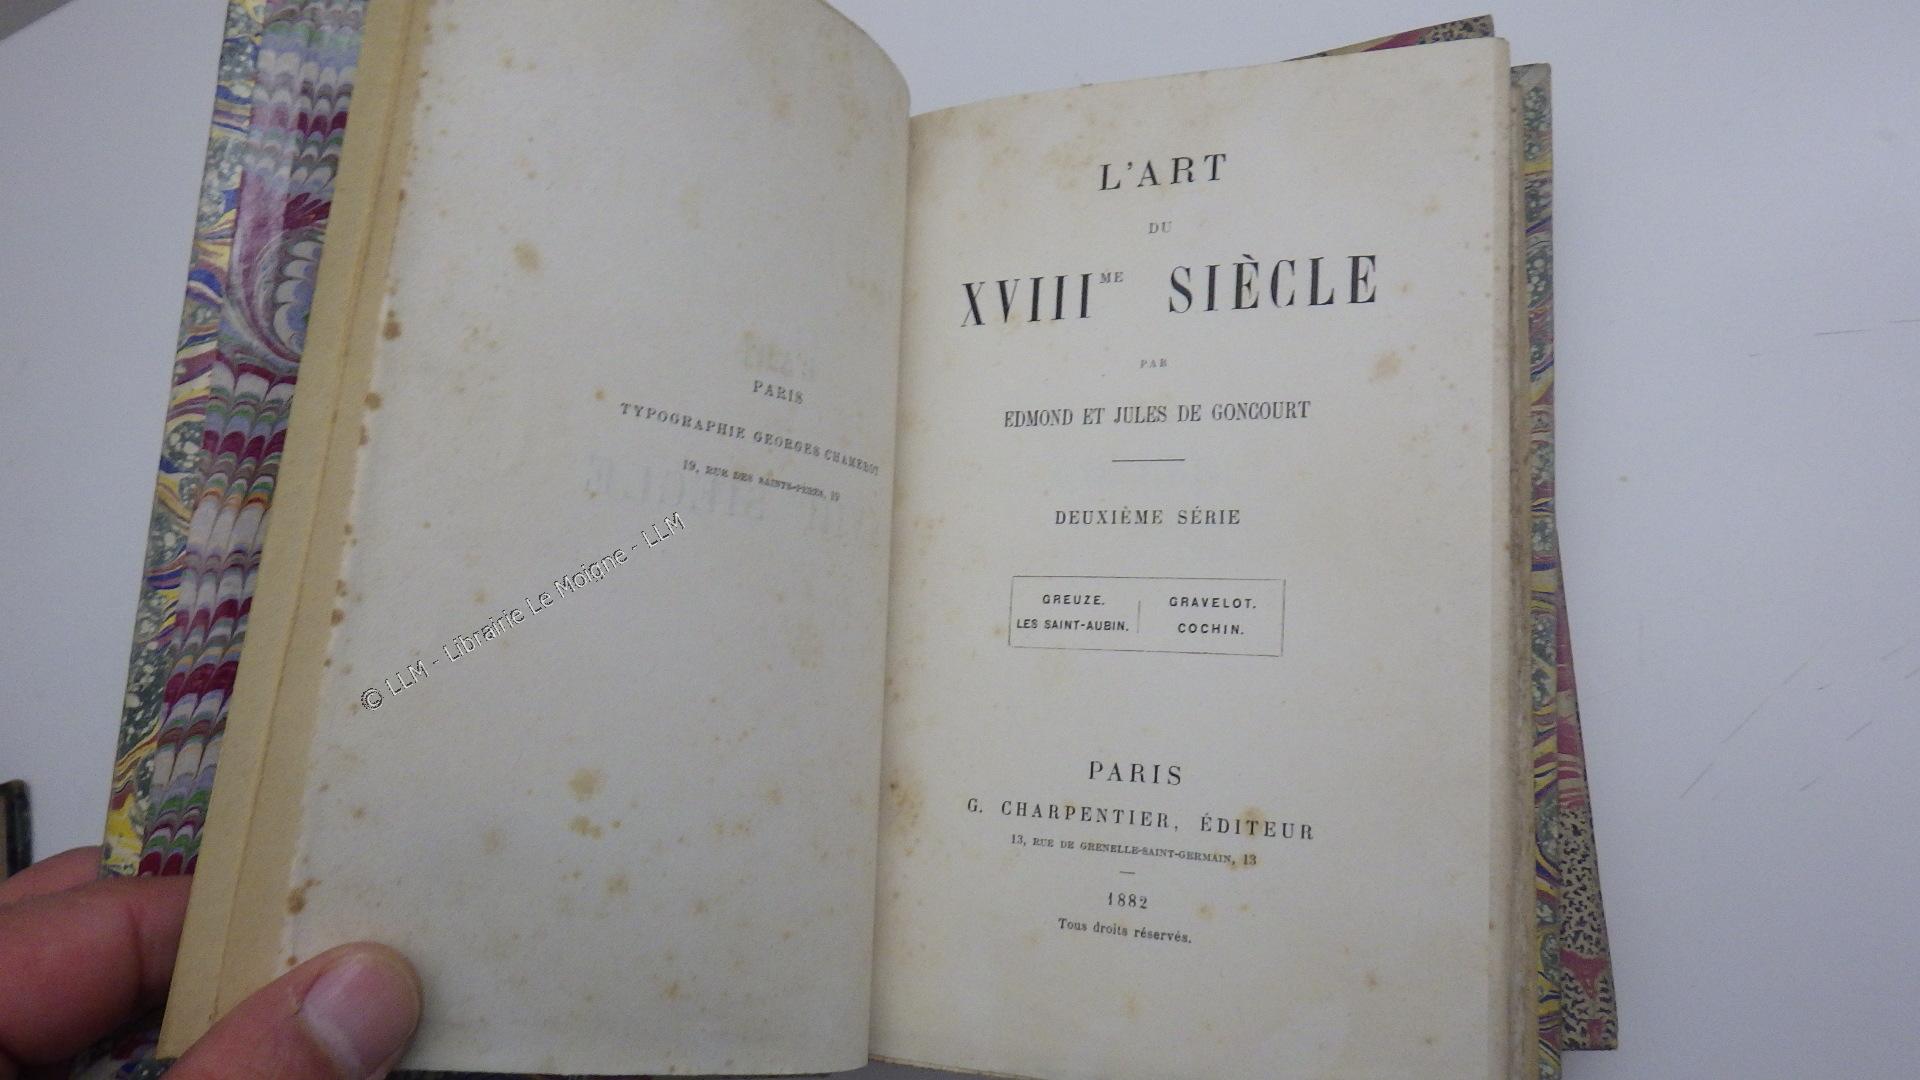 PARIS
TYPOGRAPHIE GEORGES CHAMEROT
19, RUE DES SAINTS-PÈRES, 19
© LLM - Librairie Le Moigne - LLM
L'ART
DU
XVIIIME SIÈCLE
PAR
EDMOND ET JULES DE GONCOURT
DEUXIÈME SÉRIE
GREUZE.
LES SAINT-AUBIN.
GRAVELOT.
COCHIN.
PARIS
G. CHARPENTIER, ÉDITEUR
13, RUE DE GRENELLE-SAINT-GERMAIN, 13
1882
Tous droits réservés.